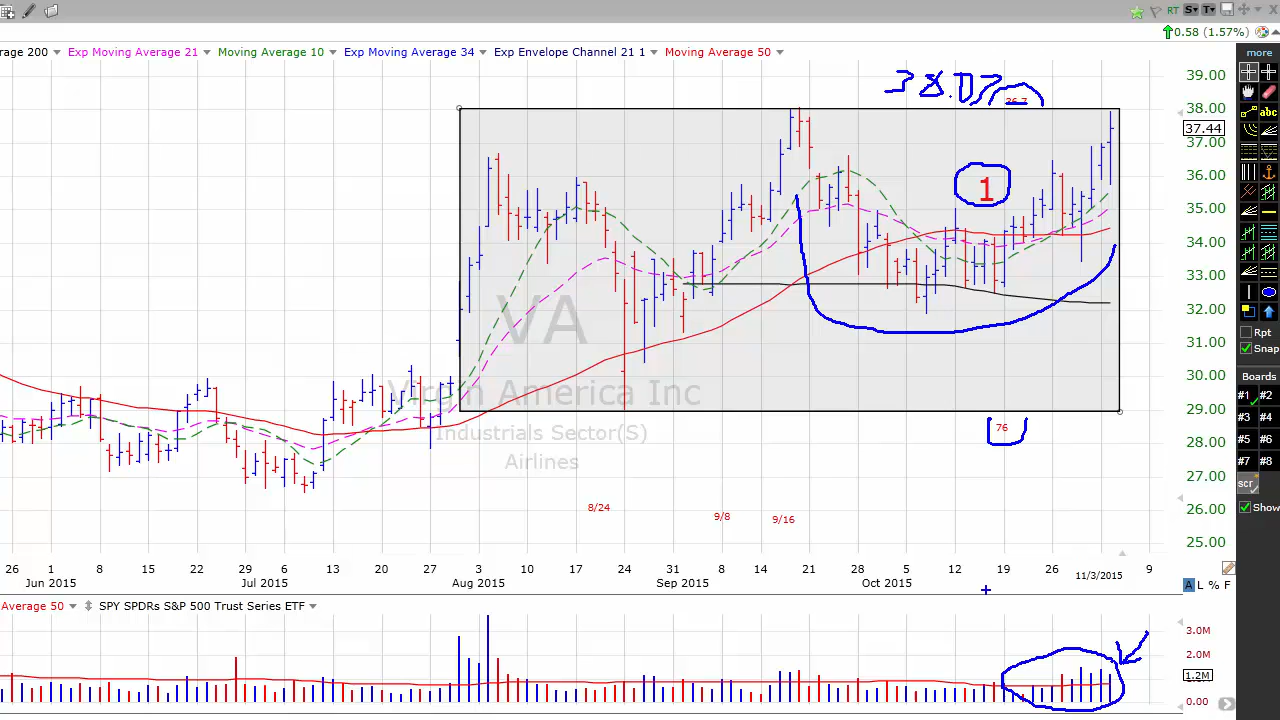 RT S▾ T▾
0.58 (1.57%)
rage 200 Exp Moving Average 21 Moving Average 10 Exp Moving Average 34 Exp Envelope Channel 21 1 Moving Average 50
more
abc
39.00
38.00
37.44
37.00
36.00
35.00
34.00
33.00
32.00
31.00
30.00
29.00
28.00
27.00
26.00
25.00
38.07
1
VA
Virgin America Inc
Industrials Sector(S)
Airlines
76
8/24
9/8
9/16
Rpt
Snap
Boards
#1 #2
#3 #4
#5 #6
#7 #8
scr
Show
26 8 15 22 29 6 13 20 27 3 10 17 24 1 8 14 21 28 5 12 19 26 9
Jun 2015 Jul 2015 Aug 2015 Sep 2015 Oct 2015 11/3/2015
A L % F
Average 50 SPY SPDRs S&P 500 Trust Series ETF
3.0M
2.0M
1.2M
0.00